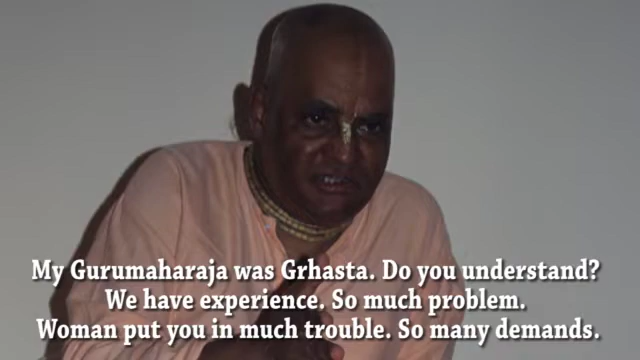 My Gurumaharaja was Grhasta. Do you understand?
We have experience. So much problem.
Woman put you in much trouble. So many demands.